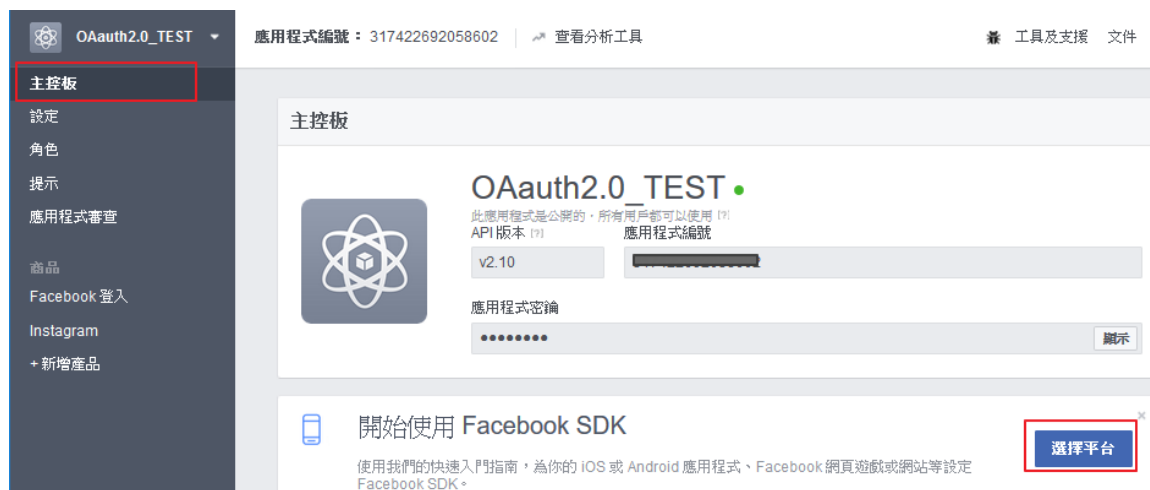 OAauth2.0_TEST
應用程式編號：317422692058602
查看分析工具
工具及支援
文件
主控板
設定
角色
提示
應用程式審查
商品
Facebook 登入
Instagram
+ 新增產品
主控板
OAauth2.0_TEST
此應用程式是公開的，所有用戶都可以使用 [?]
API 版本 [?]
應用程式編號
v2.10
應用程式密鑰
顯示
開始使用 Facebook SDK
使用我們的快速入門指南，為你的 iOS 或 Android 應用程式、Facebook 網頁遊戲或網站等設定
Facebook SDK。
選擇平台